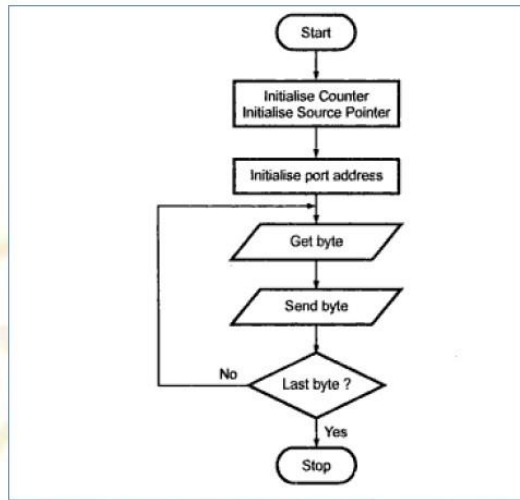 Start
Initialise Counter
Initialise Source Pointer
Initialise port address
Get byte
Send byte
Last byte ?
No
Yes
Stop